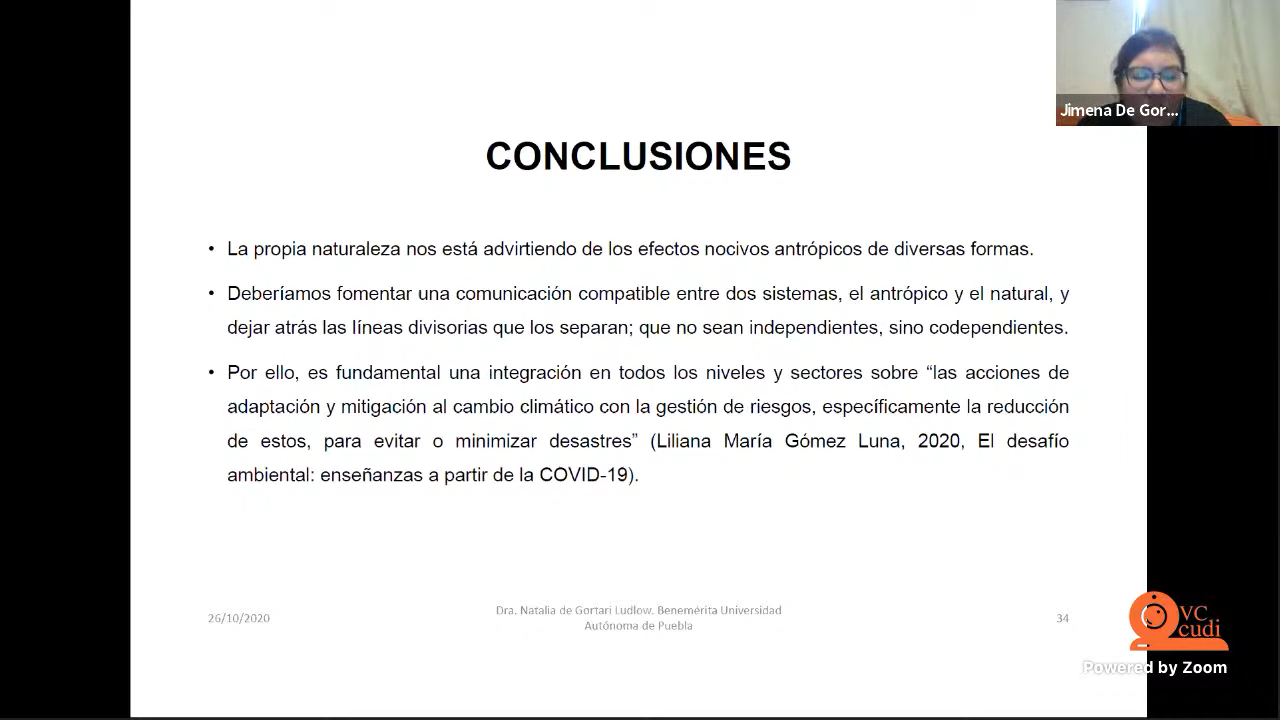 Jimena De Gor...
CONCLUSIONES
• La propia naturaleza nos está advirtiendo de los efectos nocivos antrópicos de diversas formas.
• Deberíamos fomentar una comunicación compatible entre dos sistemas, el antrópico y el natural, y
dejar atrás las líneas divisorias que los separan; que no sean independientes, sino codependientes.
• Por ello, es fundamental una integración en todos los niveles y sectores sobre “las acciones de
adaptación y mitigación al cambio climático con la gestión de riesgos, específicamente la reducción
de estos, para evitar o minimizar desastres” (Liliana María Gómez Luna, 2020, El desafío
ambiental: enseñanzas a partir de la COVID-19).
26/10/2020
Dra. Natalia de Gortari Ludlow. Benemérita Universidad
Autónoma de Puebla
34
VC
cudi
Powered by Zoom